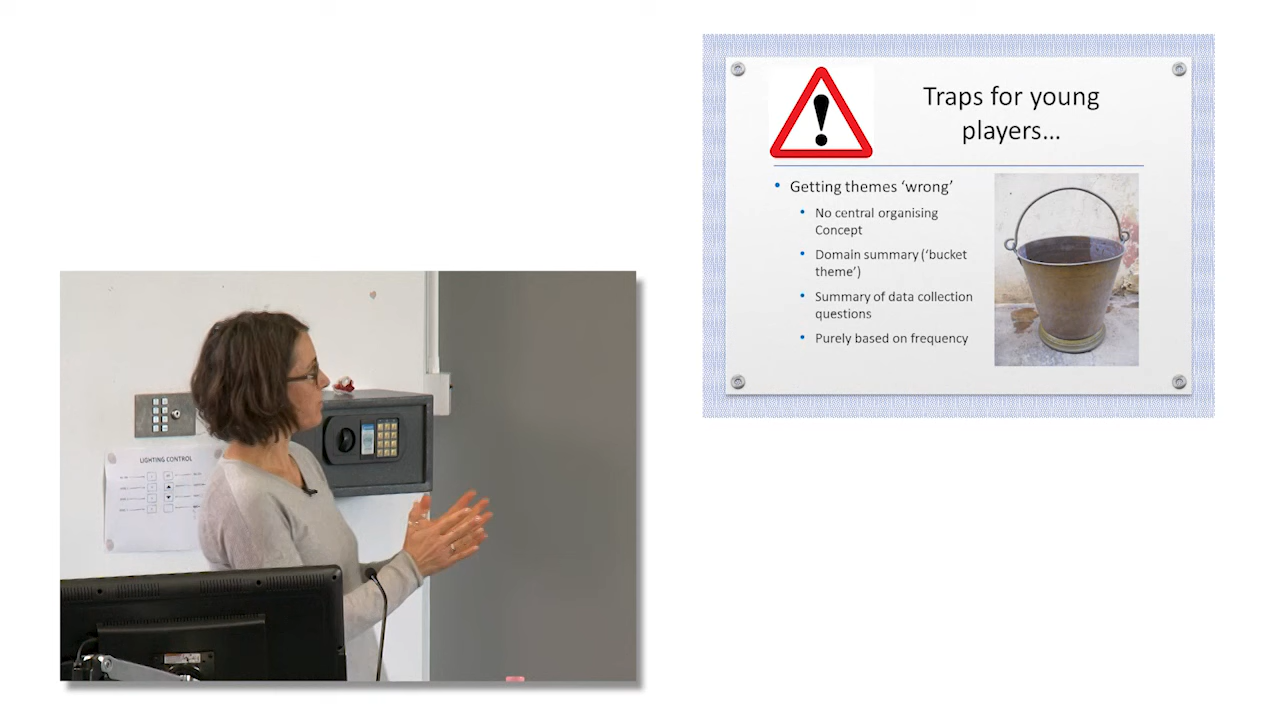 Traps for young
players...
Getting themes ‘wrong’
No central organising
Concept
Domain summary (‘bucket
theme’)
Summary of data collection
questions
Purely based on frequency
LIGHTING CONTROL